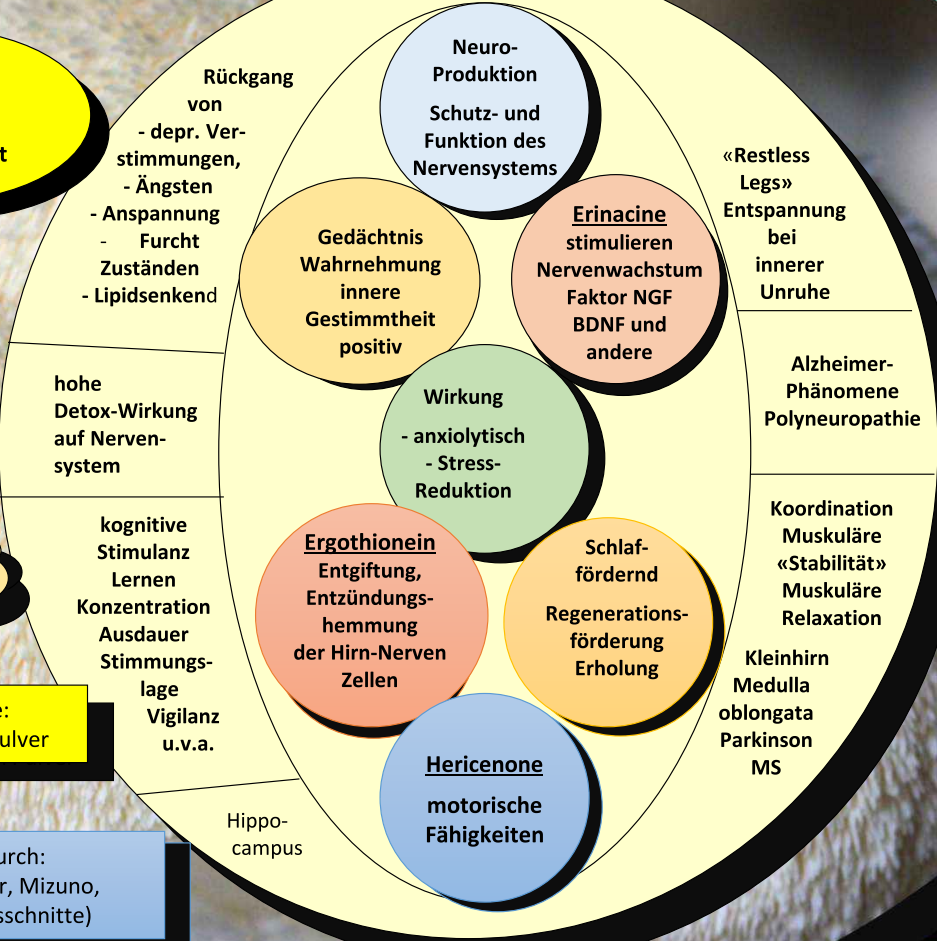 t
Rückgang
von
- depr. Ver-
stimmungen,
- Ängsten
- Anspannung
- Furcht
Zuständen
- Lipidsenkend
hohe
Detox-Wirkung
auf Nerven-
system
kognitive
Stimulanz
Lernen
Konzentration
Ausdauer
Stimmungs-
lage
Vigilanz
u.v.a.
Hippo-
campus
Neuro-
Produktion
Schutz- und
Funktion des
Nervensystems
Gedächtnis
Wahrnehmung
innere
Gestimmtheit
positiv
Erinacine
stimulieren
Nervenwachstum
Faktor NGF
BDNF und
andere
Wirkung
- anxiolytisch
- Stress-
Reduktion
Ergothionein
Entgiftung,
Entzündungs-
hemmung
der Hirn-Nerven
Zellen
Schlaf-
fördernd
Regenerations-
förderung
Erholung
Hericenone
motorische
Fähigkeiten
«Restless
Legs»
Entspannung
bei
innerer
Unruhe
Alzheimer-
Phänomene
Polyneuropathie
Koordination
Muskuläre
«Stabilität»
Muskuläre
Relaxation
Kleinhirn
Medulla
oblongata
Parkinson
MS
e:
ulver
urch:
r, Mizuno,
sschnitte)